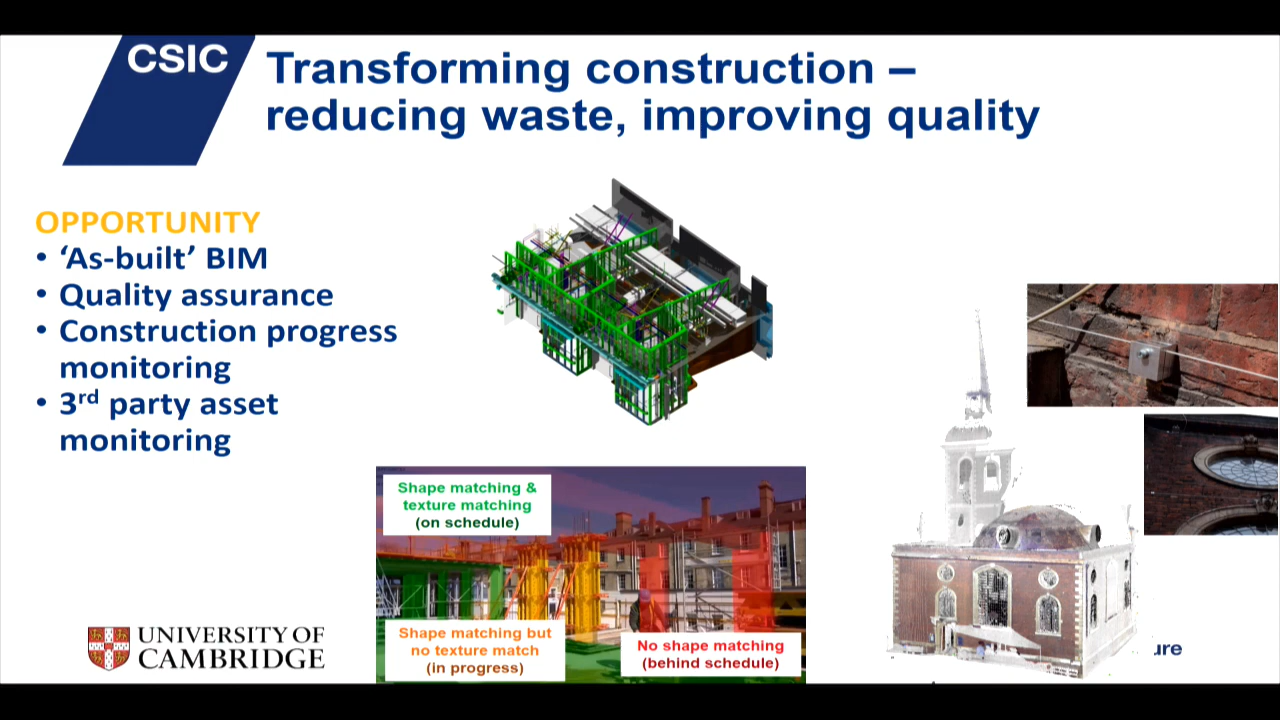 CSIC
Transforming construction –
reducing waste, improving quality
OPPORTUNITY
• ‘As-built’ BIM
• Quality assurance
• Construction progress
monitoring
• 3rd party asset
monitoring
Shape matching &
texture matching
(on schedule)
Shape matching but
no texture match
(in progress)
No shape matching
(behind schedule)
UNIVERSITY OF
CAMBRIDGE